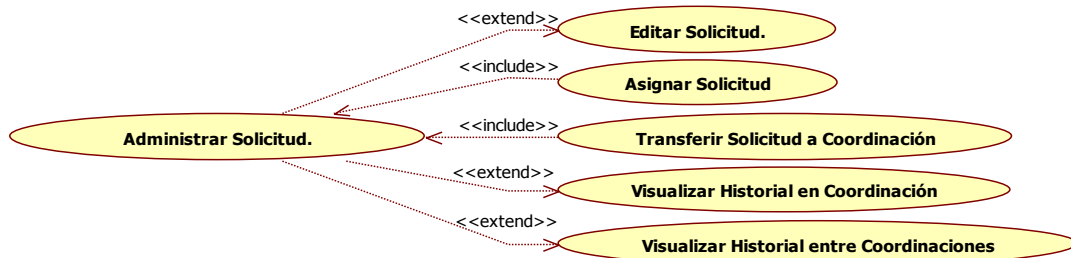 <<extend>>
Editar Solicitud.
<<include>>
Asignar Solicitud
Administrar Solicitud.
<<include>>
Transferir Solicitud a Coordinación
<<extend>>
Visualizar Historial en Coordinación
<<extend>>
Visualizar Historial entre Coordinaciones